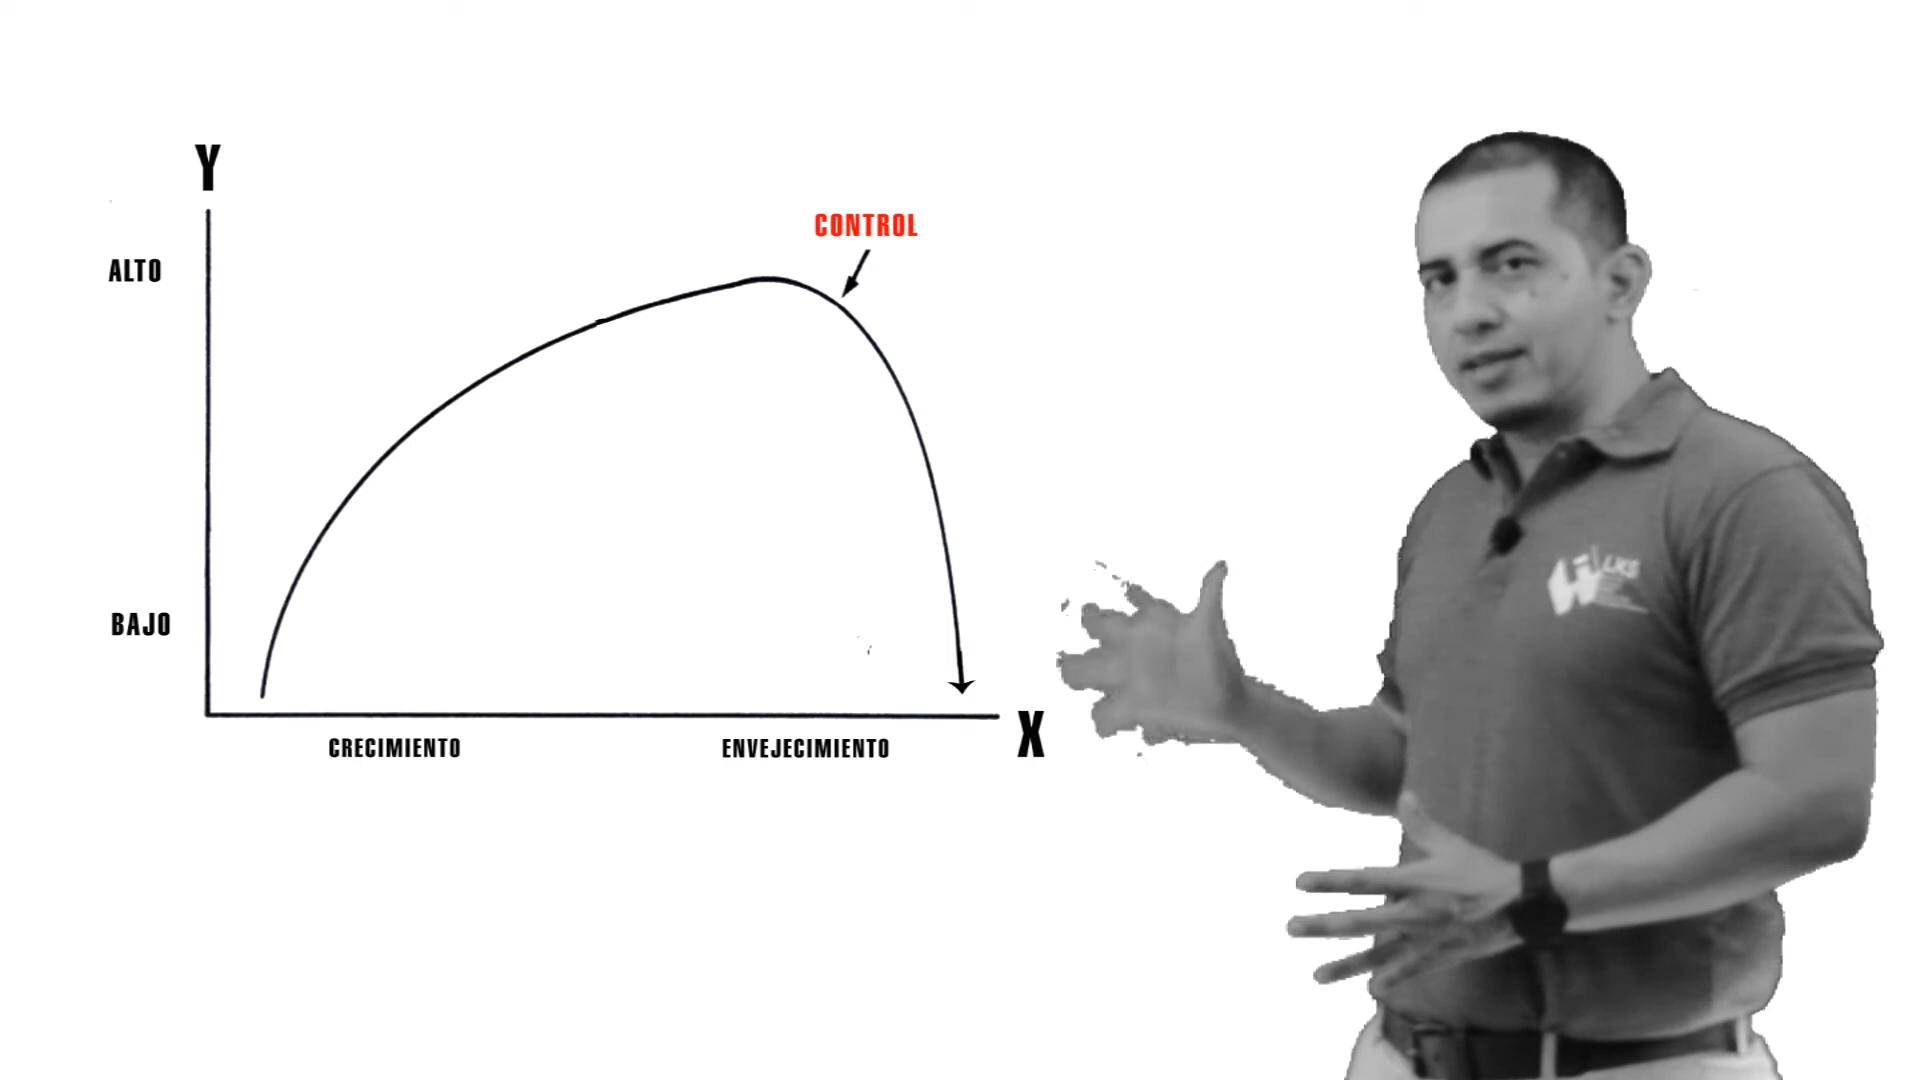 Y
CONTROL
ALTO
BAJO
X
CRECIMIENTO
ENVEJECIMIENTO